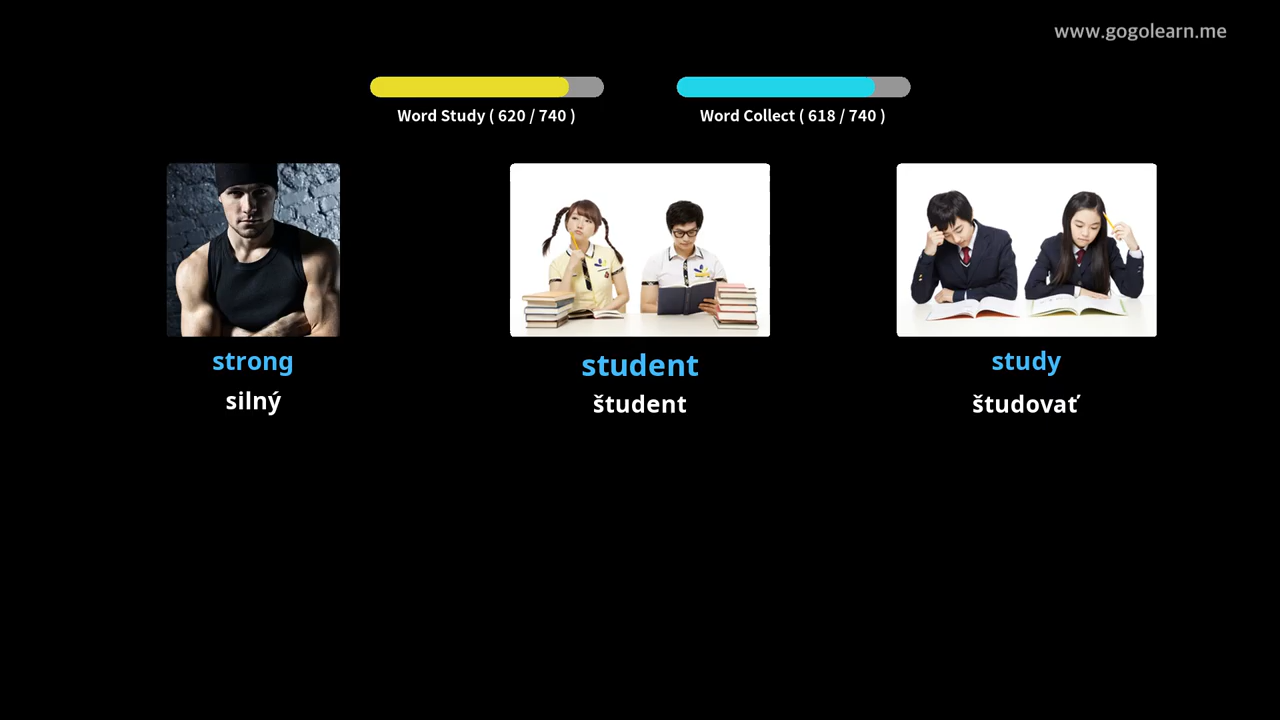 www.gogolearn.me
Word Study ( 620 / 740 )
Word Collect ( 618 / 740 )
strong
silný
student
študent
study
študovať